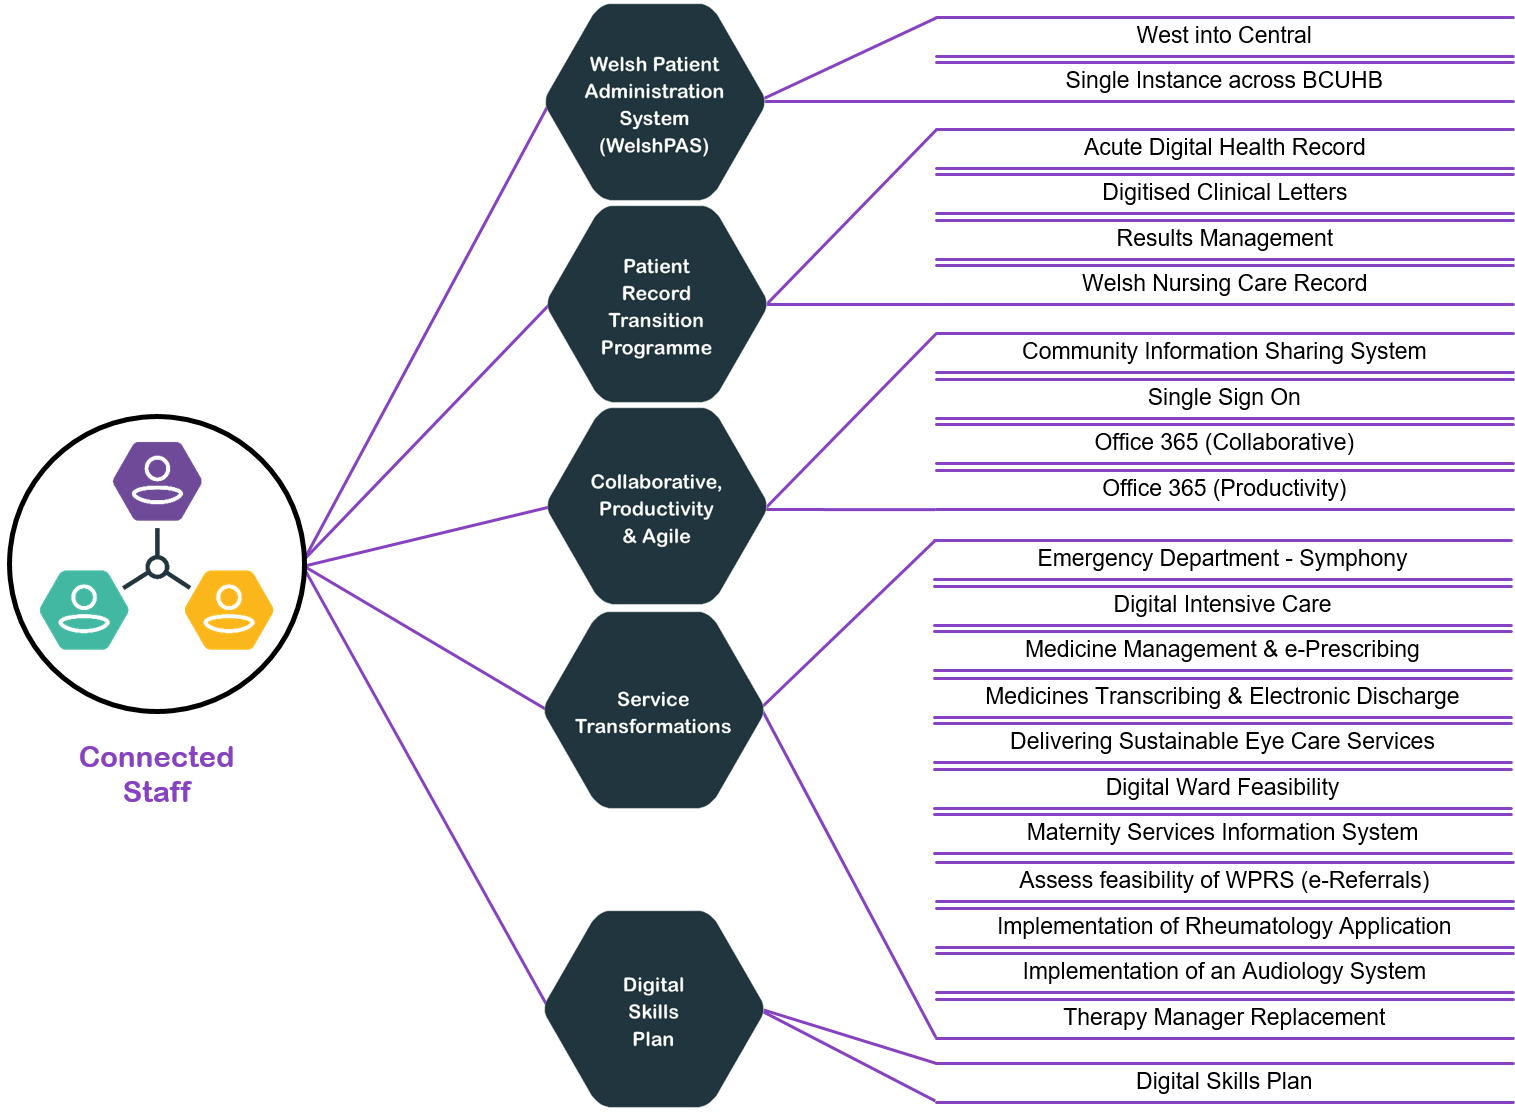 Connected
Staff
Welsh Patient
Administration
System
(WelshPAS)
West into Central
Single Instance across BCUHB
Patient
Record
Transition
Programme
Acute Digital Health Record
Digitised Clinical Letters
Results Management
Welsh Nursing Care Record
Collaborative,
Productivity
& Agile
Community Information Sharing System
Single Sign On
Office 365 (Collaborative)
Office 365 (Productivity)
Service
Transformations
Emergency Department - Symphony
Digital Intensive Care
Medicine Management & e-Prescribing
Medicines Transcribing & Electronic Discharge
Delivering Sustainable Eye Care Services
Digital Ward Feasibility
Maternity Services Information System
Assess feasibility of WPRS (e-Referrals)
Implementation of Rheumatology Application
Implementation of an Audiology System
Therapy Manager Replacement
Digital
Skills
Plan
Digital Skills Plan